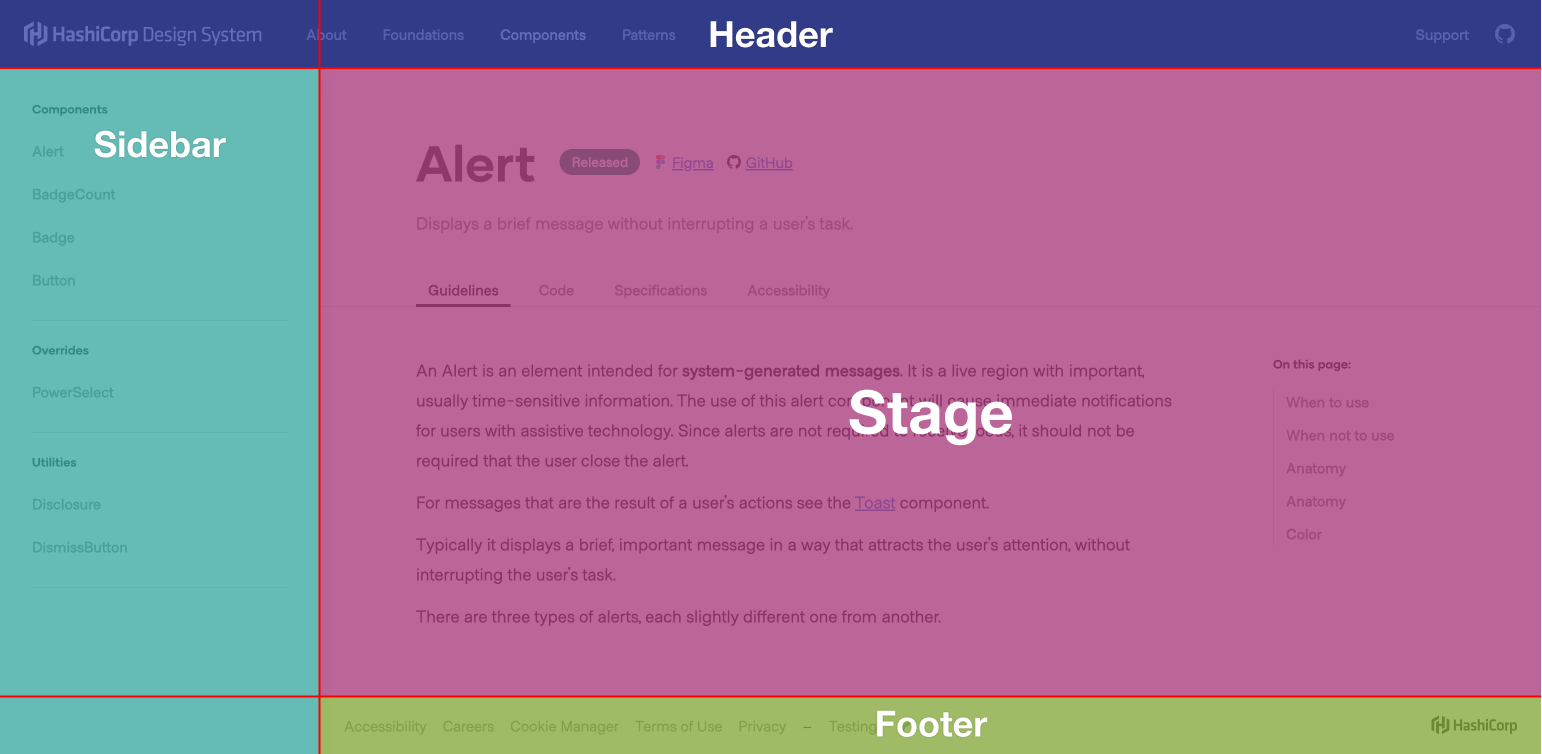 HashiCorp Design System
About
Foundations
Components
Patterns
Header
Support
Components
Alert
Sidebar
BadgeCount
Badge
Button
Overrides
PowerSelect
Utilities
Disclosure
DismissButton
Alert
Released
Figma
GitHub
Displays a brief message without interrupting a user's task.
Guidelines
Code
Specifications
Accessibility
An Alert is an element intended for system-generated messages. It is a live region with important,
usually time-sensitive information. The use of this alert component will cause immediate notifications
for users with assistive technology. Since alerts are not required to receive focus, it should not be
required that the user close the alert.
Stage
For messages that are the result of a user's actions see the Toast component.
Typically it displays a brief, important message in a way that attracts the user's attention, without
interrupting the user's task.
There are three types of alerts, each slightly different one from another.
On this page:
When to use
When not to use
Anatomy
Anatomy
Color
Accessibility
Careers
Cookie Manager
Terms of Use
Privacy
–
Testing
Footer
HashiCorp